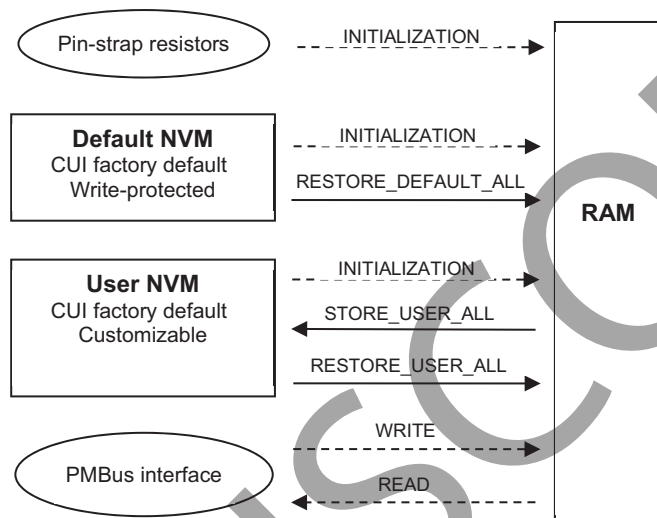 Pin-strap resistors
INITIALIZATION
Default NVM
CUI factory default
Write-protected
INITIALIZATION
RESTORE_DEFAULT_ALL
RAM
User NVM
CUI factory default
Customizable
INITIALIZATION
STORE_USER_ALL
RESTORE_USER_ALL
PMBus interface
WRITE
READ